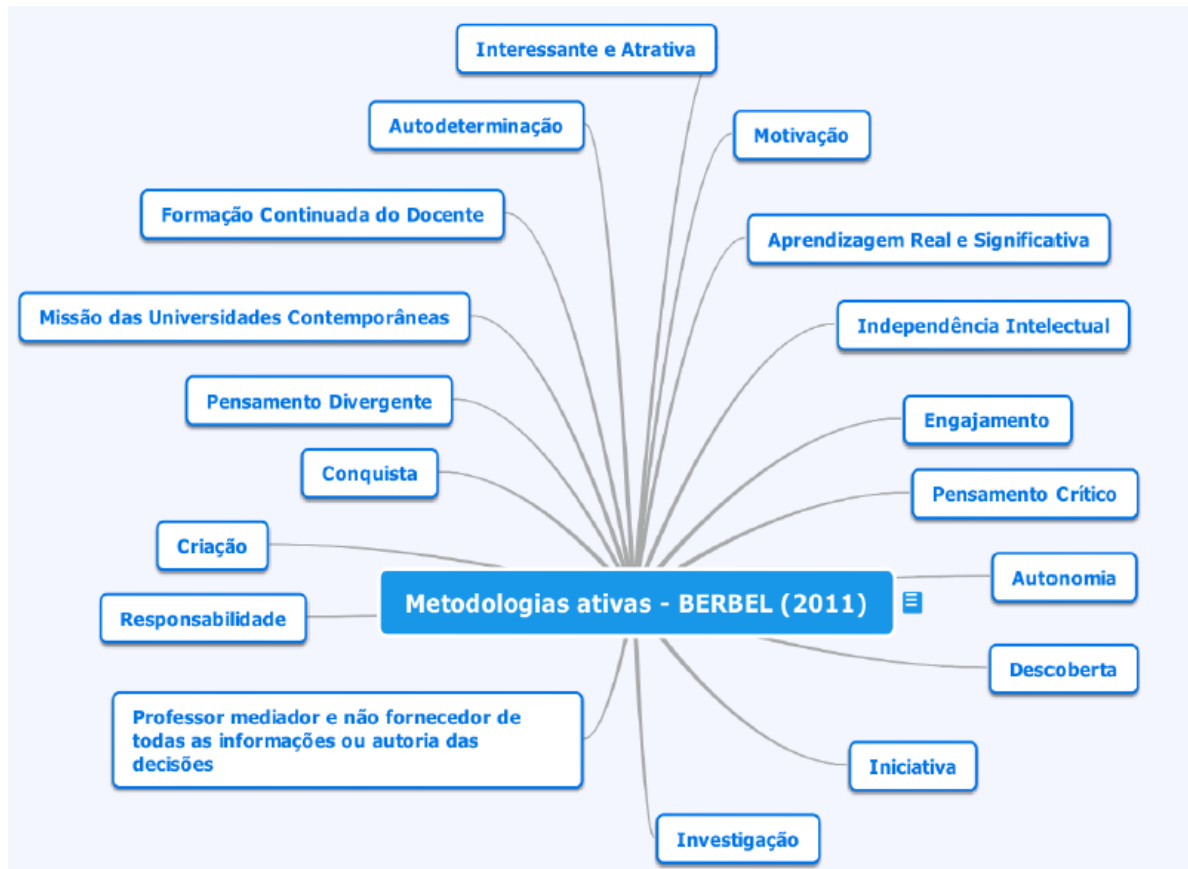 Interessante e Atrativa
Autodeterminação
Motivação
Formação Continuada do Docente
Aprendizagem Real e Significativa
Missão das Universidades Contemporâneas
Independência Intelectual
Pensamento Divergente
Engajamento
Conquista
Pensamento Crítico
Criação
Autonomia
Metodologias ativas - BERBEL (2011)
Responsabilidade
Descoberta
Professor mediador e não fornecedor de
todas as informações ou autoria das
decisões
Iniciativa
Investigação